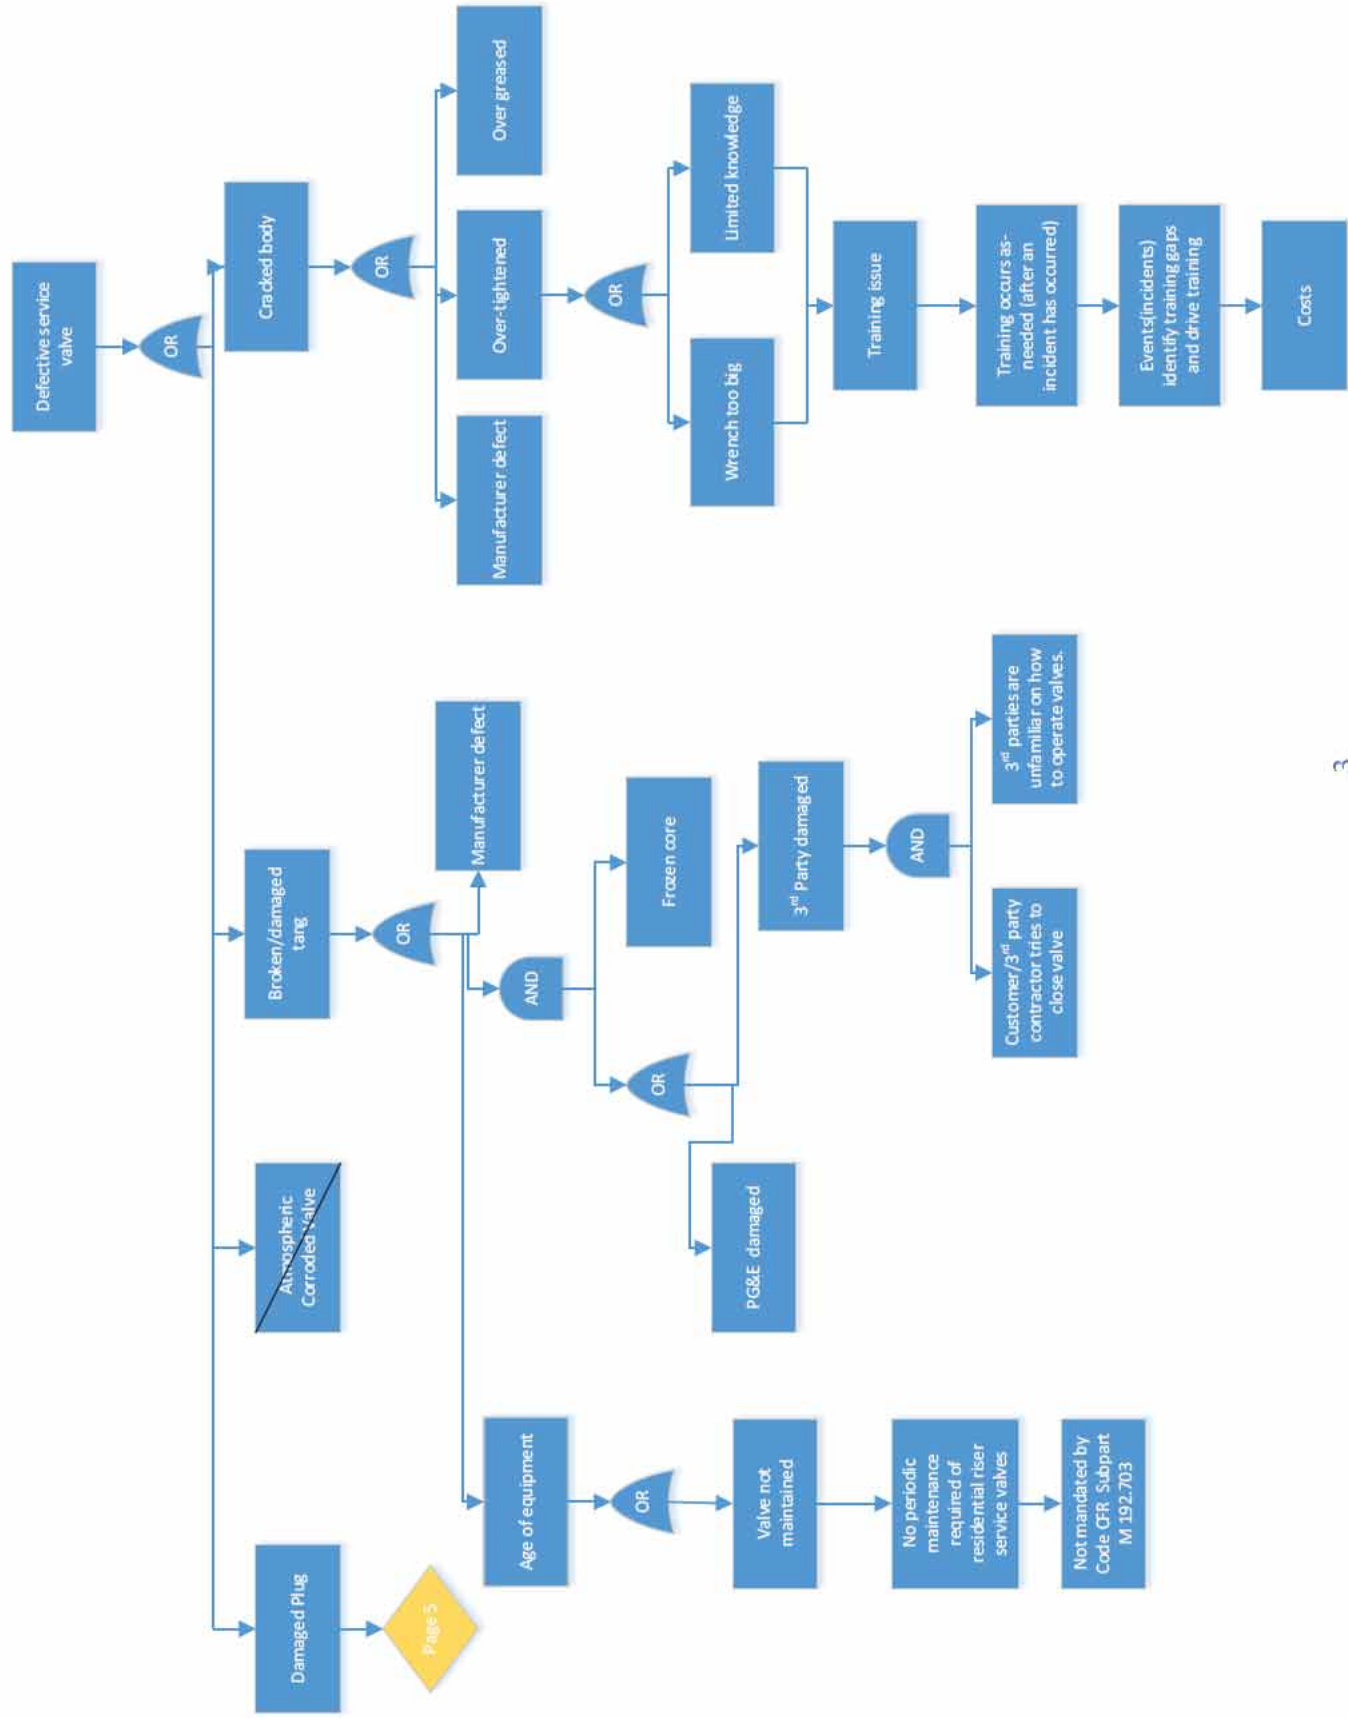 Defective service
valve
OR
Damaged Plug
Page 5
Atmospheric
Corroded Valve
Broken/damaged
tang
OR
Cracked body
OR
Age of equipment
OR
Valve not
maintained
No periodic
maintenance
required of
residential riser
service valves
Not mandated by
Code CFR Subpart
M 192.703
AND
Manufacturer defect
OR
Frozen core
PG&E damaged
3rd Party damaged
AND
Customer/3rd party
contractor tries to
close valve
3rd parties are
unfamiliar on how
to operate valves.
Manufacturer defect
Over-tightened
Over greased
OR
Wrench too big
Limited knowledge
Training issue
Training occurs as-
needed (after an
incident has occurred)
Events(incidents)
identify training gaps
and drive training
Costs
3